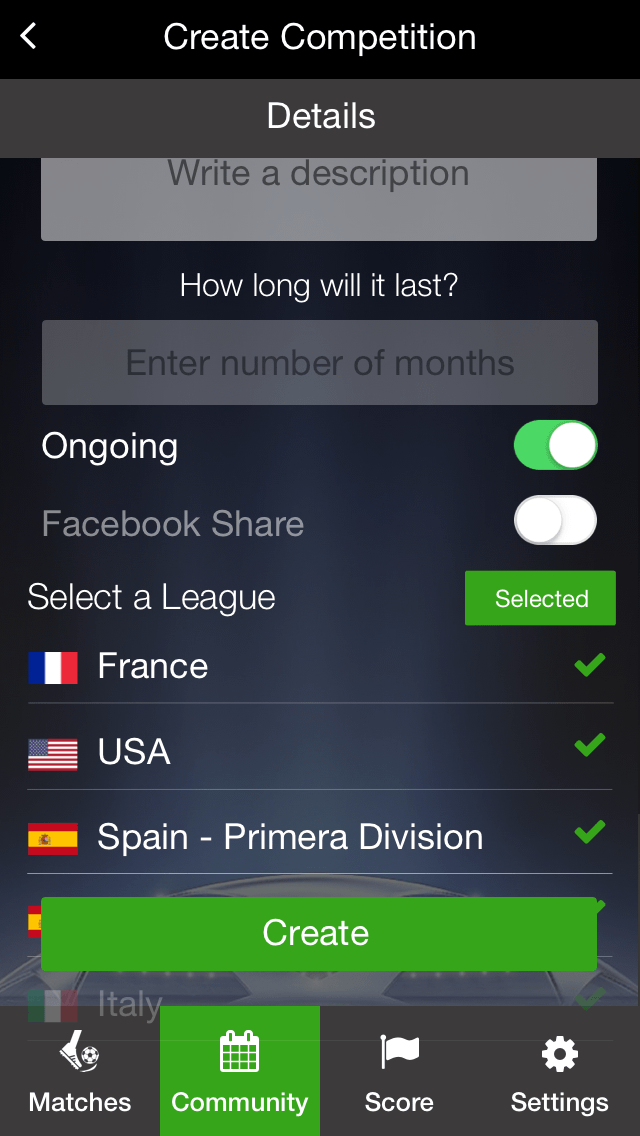 Create Competition
Details
Write a description
How long will it last?
Enter number of months
Ongoing
Facebook Share
Select a League
Selected
France
USA
Spain - Primera Division
Create
Italy
Matches
Community
Score
Settings